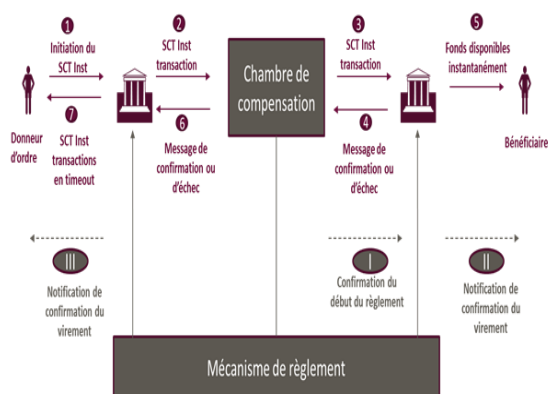 1
Initiation du
SCT Inst
7
SCT Inst
transactions
en timeout
Donneur
d'ordre
2
SCT Inst
transaction
6
Message de
confirmation ou
d'échec
Chambre de
compensation
3
SCT Inst
transaction
4
Message de
confirmation ou
d'échec
5
Fonds disponibles
instantanément
Bénéficiaire
III
Notification de
confirmation du
virement
I
Confirmation du
début du règlement
II
Notification de
confirmation du
virement
Mécanisme de règlement